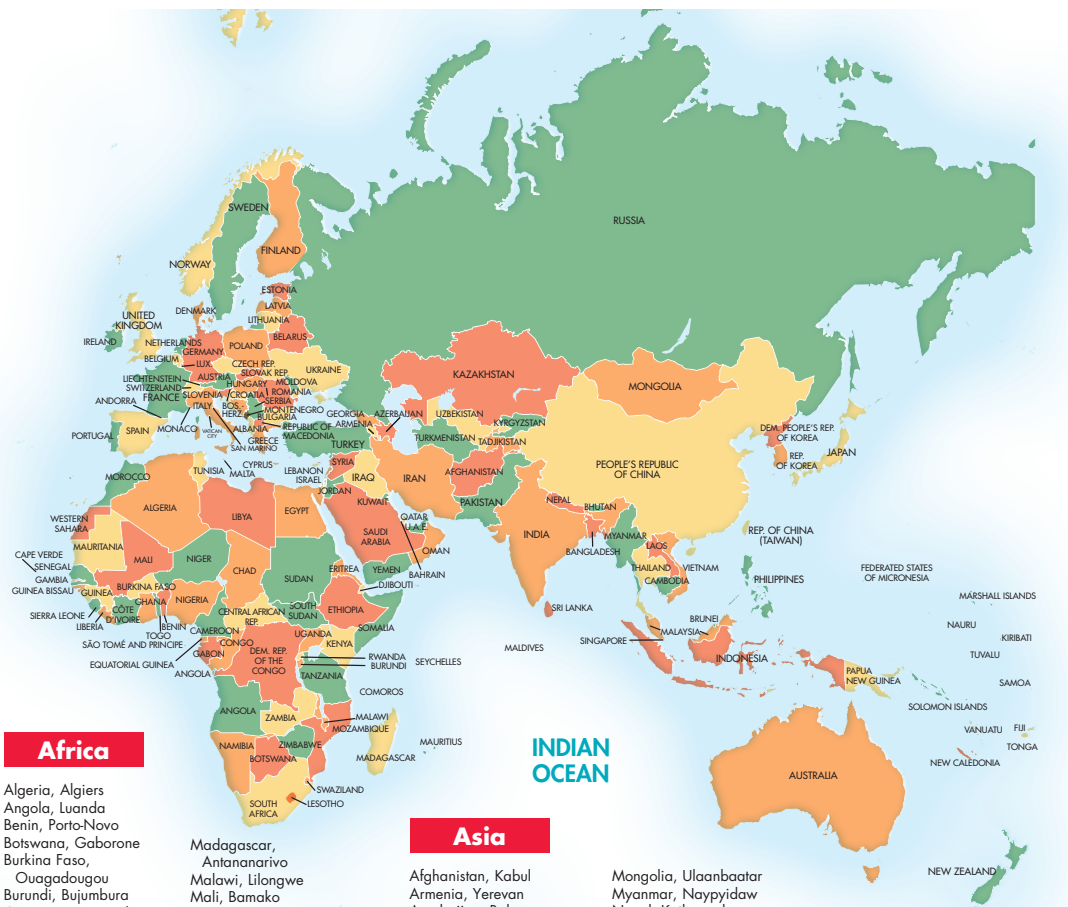 SWEDEN
FINLAND
NORWAY
RUSSIA
ESTONIA
LATVIA
LITHUANIA
DENMARK
UNITED
KINGDOM
IRELAND
NETHERLANDS
GERMANY
POLAND
BELARUS
BELGIUM
LUX.
CZECH REP.
SLOVAK REP.
UKRAINE
LIECHTENSTEIN
AUSTRIA
SWITZERLAND
HUNGARY
MOLDOVA
FRANCE
SLOVENIA
CROATIA
ROMANIA
ANDORRA
ITALY
BOS.
HERZ.
SERBIA
MONTENEGRO
BULGARIA
PORTUGAL
SPAIN
MONACO
VATICAN
CITY
ALBANIA
REPUBLIC OF
MACEDONIA
SAN MARINO
GREECE
GEORGIA
ARMENIA
AZERBAIJAN
TURKEY
KAZAKHSTAN
MONGOLIA
UZBEKISTAN
KYRGYZSTAN
TURKMENISTAN
TADJIKISTAN
DEM. PEOPLE'S REP.
OF KOREA
REP.
OF KOREA
JAPAN
PEOPLE'S REPUBLIC
OF CHINA
MOROCCO
TUNISIA
MALTA
CYPRUS
LEBANON
ISRAEL
SYRIA
IRAQ
IRAN
AFGHANISTAN
JORDAN
KUWAIT
PAKISTAN
NEPAL
BHUTAN
ALGERIA
LIBYA
EGYPT
SAUDI
ARABIA
QATAR
U.A.E.
OMAN
BAHRAIN
INDIA
BANGLADESH
MYANMAR
LAOS
REP. OF CHINA
(TAIWAN)
WESTERN
SAHARA
MAURITANIA
MALI
NIGER
CHAD
SUDAN
ERITREA
YEMEN
DJIBOUTI
THAILAND
VIETNAM
CAMBODIA
PHILIPPINES
FEDERATED STATES
OF MICRONESIA
CAPE VERDE
SENEGAL
GAMBIA
GUINEA BISSAU
GUINEA
BURKINA FASO
NIGERIA
SIERRA LEONE
LIBERIA
CÔTE
D'IVOIRE
GHANA
TOGO
BENIN
CENTRAL AFRICAN
REP.
SOUTH
SUDAN
ETHIOPIA
SOMALIA
SRI LANKA
MALDIVES
BRUNEI
MALAYSIA
SINGAPORE
INDONESIA
MARSHALL ISLANDS
NAURU
KIRIBATI
TUVALU
SAMOA
SÃO TOMÉ AND PRINCIPE
CAMEROON
EQUATORIAL GUINEA
GABON
CONGO
DEM. REP.
OF THE
CONGO
UGANDA
KENYA
RWANDA
BURUNDI
SEYCHELLES
TANZANIA
ANGOLA
COMOROS
PAPUA
NEW GUINEA
SOLOMON ISLANDS
ANGOLA
ZAMBIA
MALAWI
MOZAMBIQUE
ZIMBABWE
NAMIBIA
BOTSWANA
MADAGASCAR
MAURITIUS
VANUATU
FIJI
TONGA
NEW CALEDONIA
SWAZILAND
LESOTHO
SOUTH
AFRICA
INDIAN
OCEAN
AUSTRALIA
NEW ZEALAND
Africa
Algeria, Algiers
Angola, Luanda
Benin, Porto-Novo
Botswana, Gaborone
Burkina Faso,
Ouagadougou
Burundi, Bujumbura
Madagascar,
Antananarivo
Malawi, Lilongwe
Mali, Bamako
Asia
Afghanistan, Kabul
Armenia, Yerevan
Mongolia, Ulaanbaatar
Myanmar, Naypyidaw